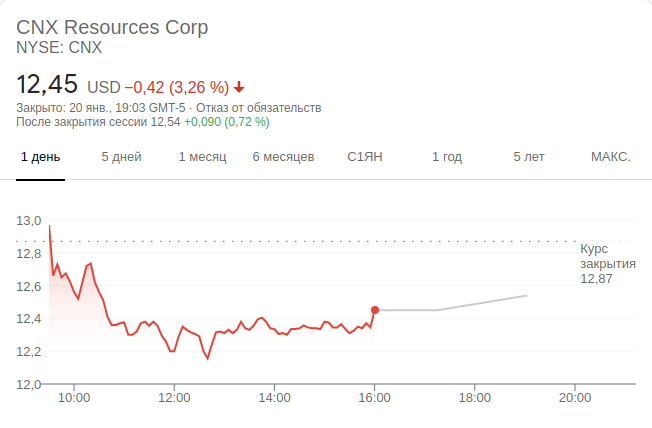 CNX Resources Corp
NYSE: CNX
12,45 USD −0,42 (3,26 %)
Закрыто: 20 янв., 19:03 GMT-5 · Отказ от обязательств
После закрытия сессии 12,54 +0,090 (0,72 %)
1 день 5 дней 1 месяц 6 месяцев С1ЯН 1 год 5 лет МАКС.
13,0
12,8
12,6
12,4
12,2
12,0
Курс
закрытия
12,87
10:00 12:00 14:00 16:00 18:00 20:00